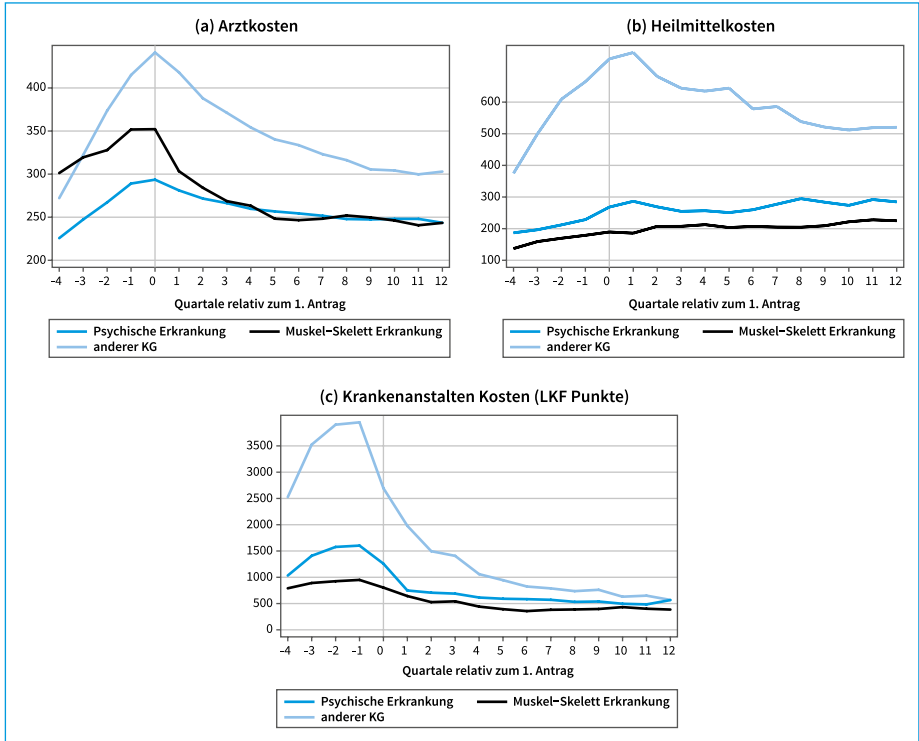 (a) Arztkosten
400
350
300
250
200
–4 –3 –2 –1 0 1 2 3 4 5 6 7 8 9 10 11 12
Quartale relativ zum 1. Antrag
Psychische Erkrankung Muskel–Skelett Erkrankung
anderer KG
(b) Heilmittelkosten
600
500
400
300
200
100
–4 –3 –2 –1 0 1 2 3 4 5 6 7 8 9 10 11 12
Quartale relativ zum 1. Antrag
Psychische Erkrankung Muskel–Skelett Erkrankung
anderer KG
(c) Krankenanstalten Kosten (LKF Punkte)
3500
3000
2500
2000
1500
1000
500
0
–4 –3 –2 –1 0 1 2 3 4 5 6 7 8 9 10 11 12
Quartale relativ zum 1. Antrag
Psychische Erkrankung Muskel–Skelett Erkrankung
anderer KG